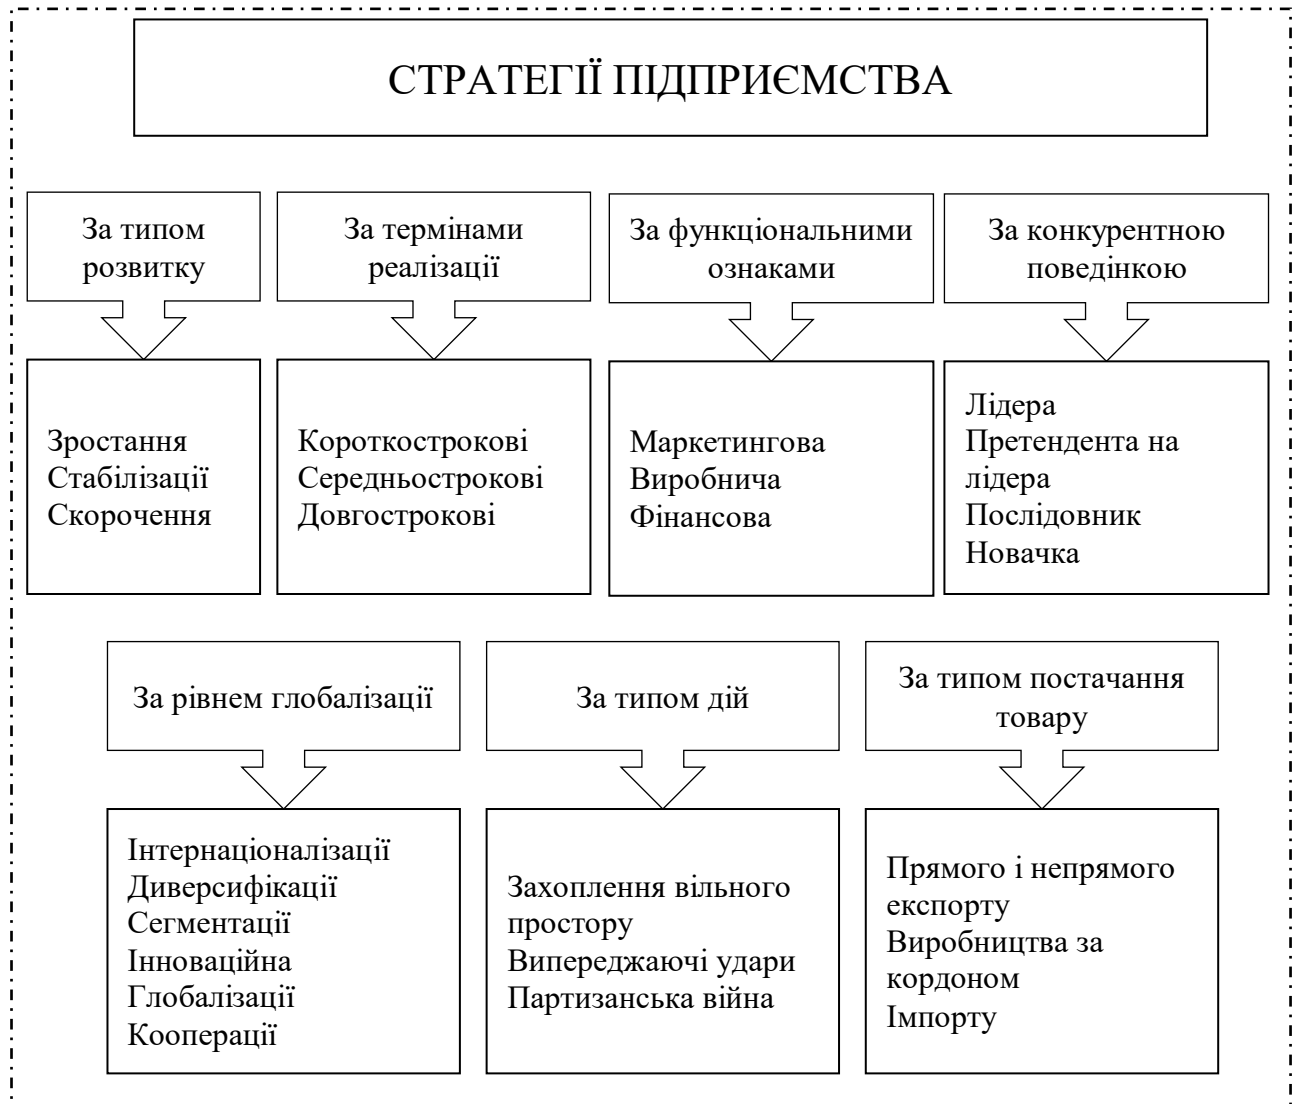 СТРАТЕГІЇ ПІДПРИЄМСТВА
За типом
розвитку
Зростання
Стабілізації
Скорочення
За термінами
реалізації
Короткострокові
Середньострокові
Довгострокові
За функціональними
ознаками
Маркетингова
Виробнича
Фінансова
За конкурентною
поведінкою
Лідера
Претендента на
лідера
Послідовник
Новачка
За рівнем глобалізації
Інтернаціоналізації
Диверсифікації
Сегментації
Інноваційна
Глобалізації
Кооперації
За типом дій
Захоплення вільного
простору
Випереджаючі удари
Партизанська війна
За типом постачання
товару
Прямого і непрямого
експорту
Виробництва за
кордоном
Імпорту